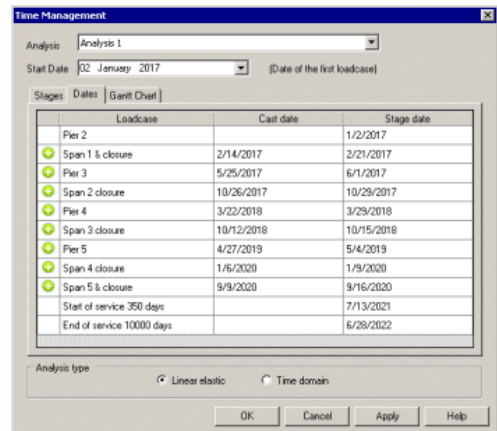 Time Management
Analysis Analysis 1
Start Date 02 January 2017 (Date of the first loadcase)
Stages Dates Gantt Chart
Loadcase Cast date Stage date
Pier 2 1/2/2017
Span 1 & closure 2/14/2017 2/21/2017
Pier 3 5/25/2017 6/1/2017
Span 2 closure 10/26/2017 10/29/2017
Pier 4 3/22/2018 3/29/2018
Span 3 closure 10/12/2018 10/15/2018
Pier 5 4/27/2019 5/4/2019
Span 4 closure 1/6/2020 1/9/2020
Span 5 & closure 9/9/2020 9/16/2020
Start of service 350 days 7/13/2021
End of service 10000 days 6/28/2022
Analysis type
Linear elastic Time domain
OK Cancel Apply Help